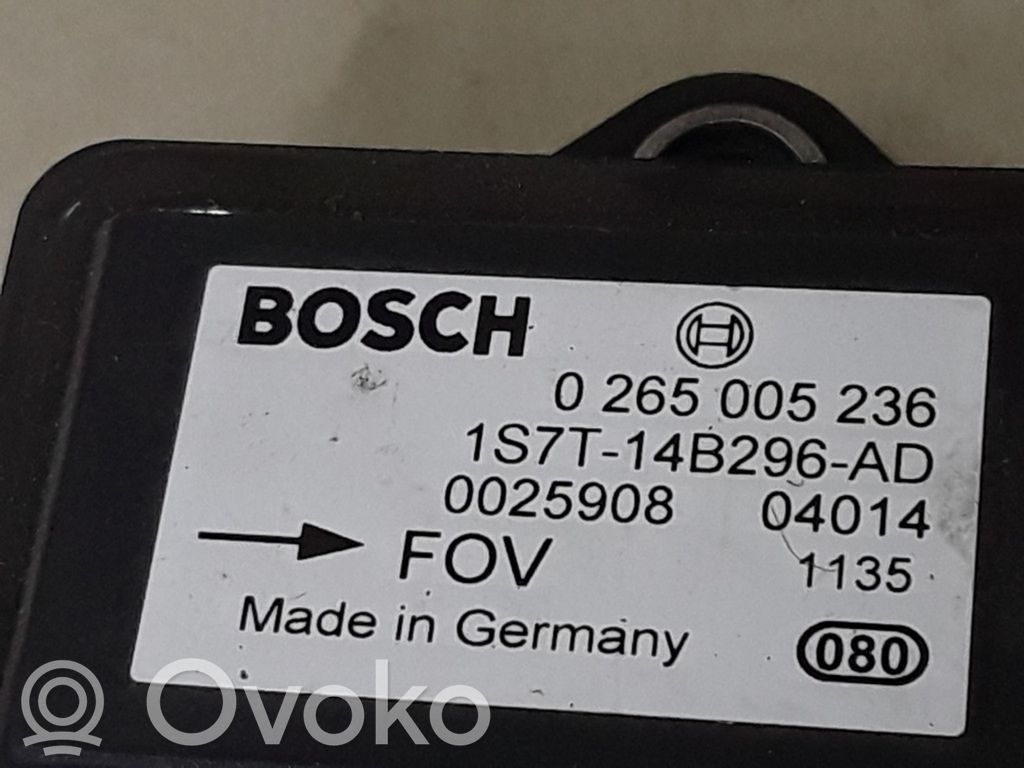 BOSCH
0 265 005 236
1S7T-14B296-AD
0025908 04014
FOV 1135
Made in Germany 080
Ovoko